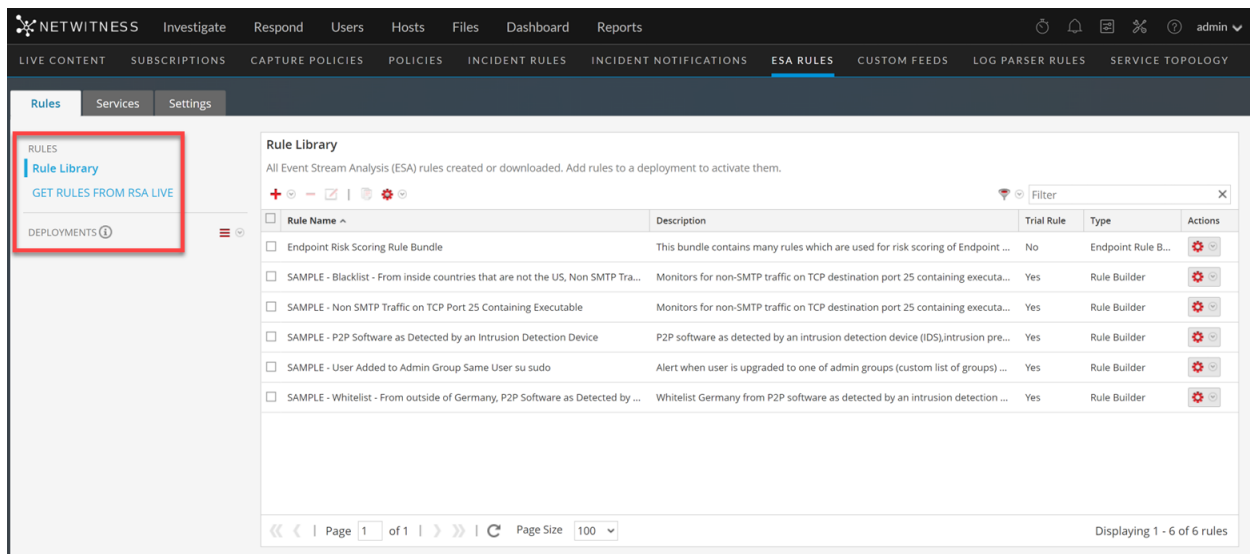 NETWITNESS Investigate Respond Users Hosts Files Dashboard Reports admin
LIVE CONTENT SUBSCRIPTIONS CAPTURE POLICIES POLICIES INCIDENT RULES INCIDENT NOTIFICATIONS ESA RULES CUSTOM FEEDS LOG PARSER RULES SERVICE TOPOLOGY
Rules Services Settings
RULES
Rule Library
GET RULES FROM RSA LIVE
DEPLOYMENTS
Rule Library
All Event Stream Analysis (ESA) rules created or downloaded. Add rules to a deployment to activate them.
Filter
Rule Name Description Trial Rule Type Actions
Endpoint Risk Scoring Rule Bundle This bundle contains many rules which are used for risk scoring of Endpoint ... No Endpoint Rule B...
SAMPLE - Blacklist - From inside countries that are not the US, Non SMTP Tra... Monitors for non-SMTP traffic on TCP destination port 25 containing executa... Yes Rule Builder
SAMPLE - Non SMTP Traffic on TCP Port 25 Containing Executable Monitors for non-SMTP traffic on TCP destination port 25 containing executa... Yes Rule Builder
SAMPLE - P2P Software as Detected by an Intrusion Detection Device P2P software as detected by an intrusion detection device (IDS),intrusion pre... Yes Rule Builder
SAMPLE - User Added to Admin Group Same User su sudo Alert when user is upgraded to one of admin groups (custom list of groups) ... Yes Rule Builder
SAMPLE - Whitelist - From outside of Germany, P2P Software as Detected by ... Whitelist Germany from P2P software as detected by an intrusion detection ... Yes Rule Builder
Page 1 of 1 Page Size 100 Displaying 1 - 6 of 6 rules